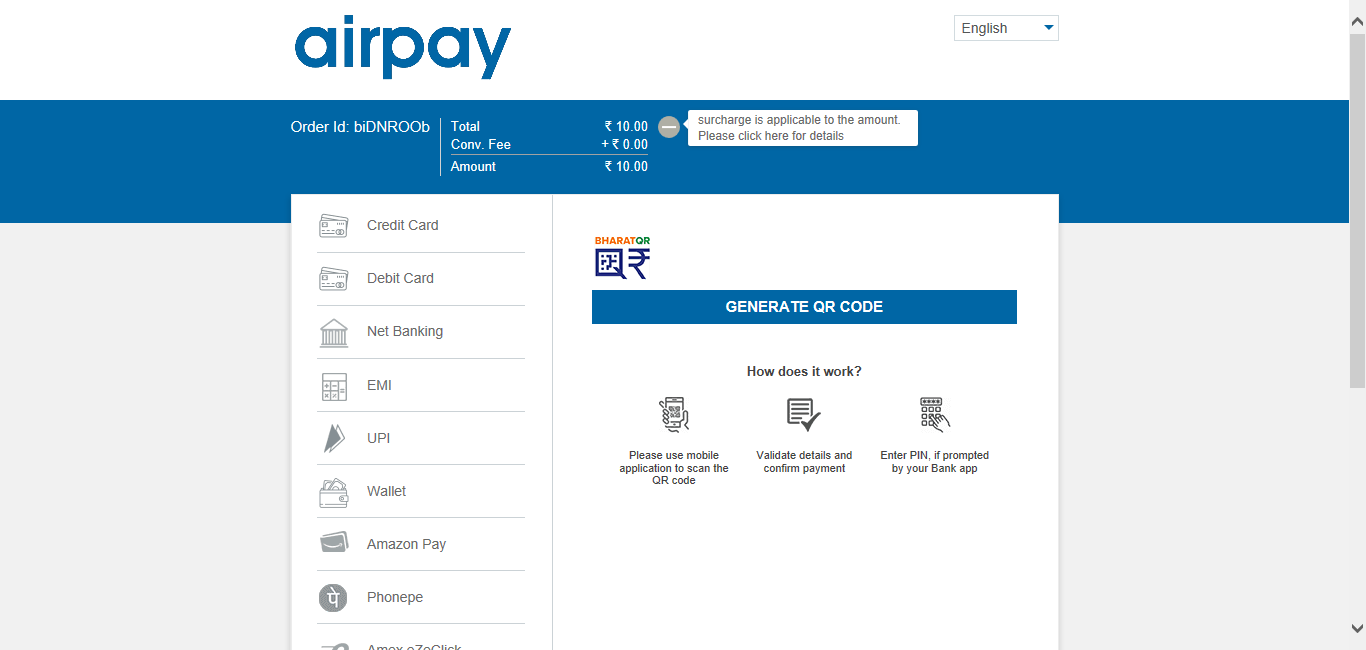 airpay
English
Order Id: biDNROOb
Total ₹ 10.00
Conv. Fee + ₹ 0.00
Amount ₹ 10.00
surcharge is applicable to the amount.
Please click here for details
Credit Card
Debit Card
Net Banking
EMI
UPI
Wallet
Amazon Pay
Phonepe
Amex eZeClick
BHARATQR
GENERATE QR CODE
How does it work?
Please use mobile
application to scan the
QR code
Validate details and
confirm payment
Enter PIN, if prompted
by your Bank app